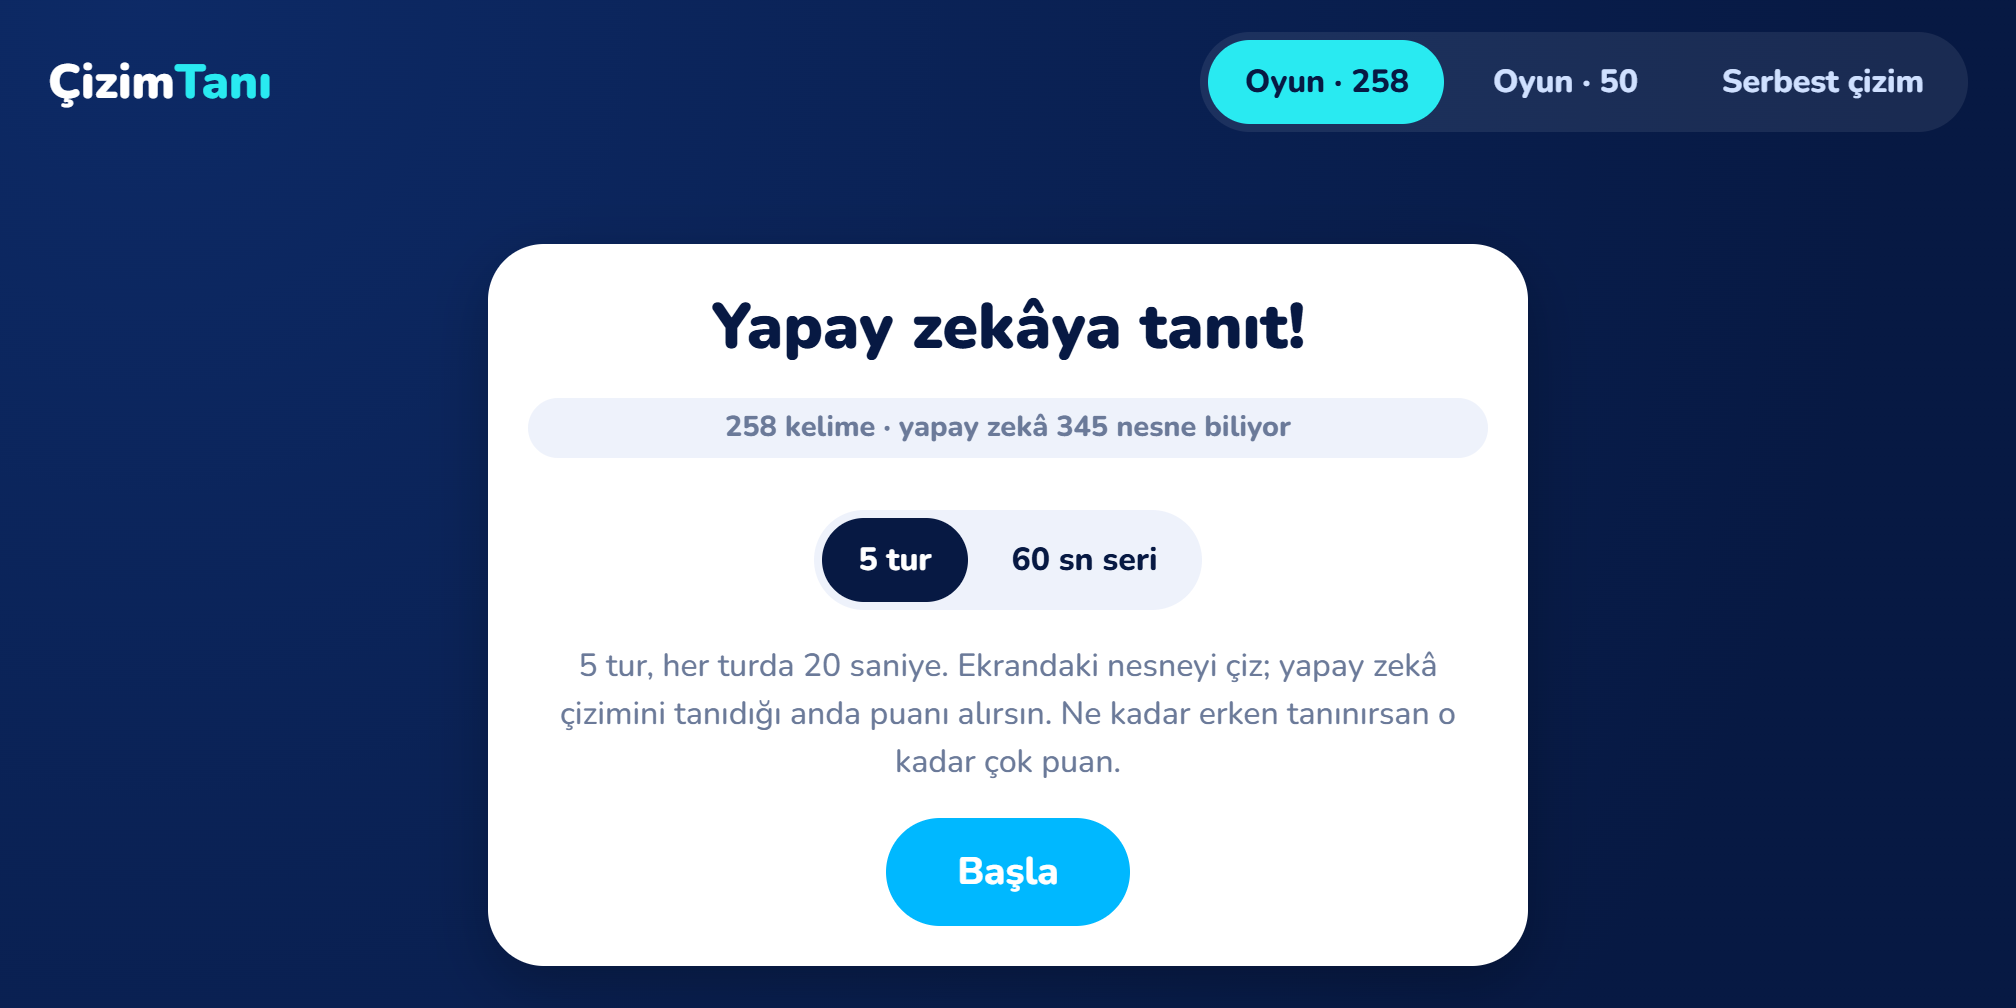 ÇizimTanı
Oyun · 258
Oyun · 50
Serbest çizim
Yapay zekâya tanıt!
258 kelime · yapay zekâ 345 nesne biliyor
5 tur
60 sn seri
5 tur, her turda 20 saniye. Ekrandaki nesneyi çiz; yapay zekâ
çizimini tanıdığı anda puanı alırsın. Ne kadar erken tanınırsan o
kadar çok puan.
Başla